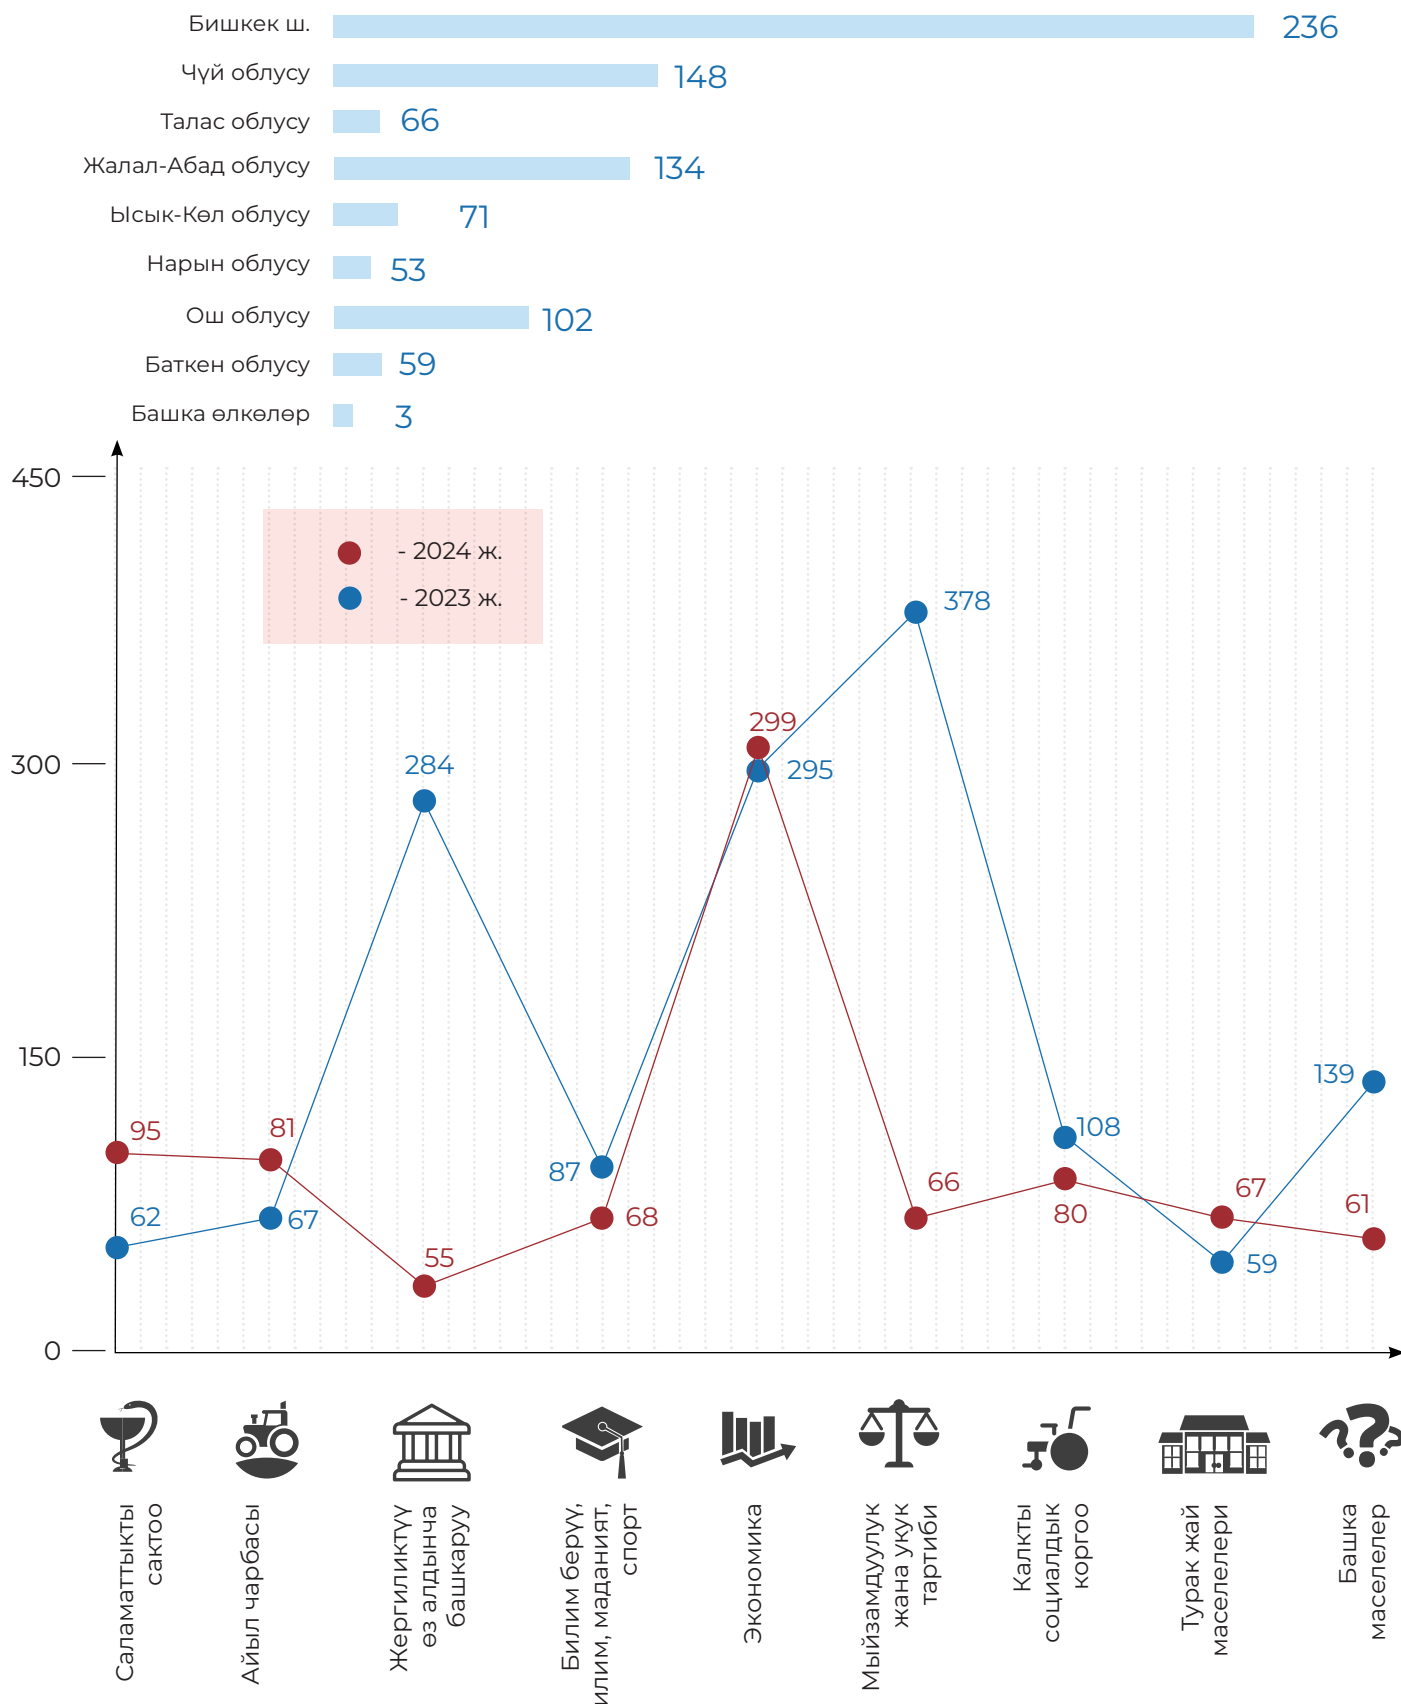 Бишкек ш. 236
Чүй облусу 148
Талас облусу 66
Жалал-Абад облусу 134
Ысык-Көл облусу 71
Нарын облусу 53
Ош облусу 102
Баткен облусу 59
Башка өлкөлөр 3
450
300
150
0
- 2024 ж.
- 2023 ж.
378
299
284
295
139
95
81
108
87
62
67
68
66
80
67
61
55
59
Саламаттыкты
сактоо
Айыл чарбасы
Жергиликтүү
өз алдынча
башкаруу
Билим берүү,
илим, маданият,
спорт
Экономика
Мыйзамдуулук
жана укук
тартиби
Калкты
социалдык
коргоо
Турак жай
маселелери
Башка
маселелер